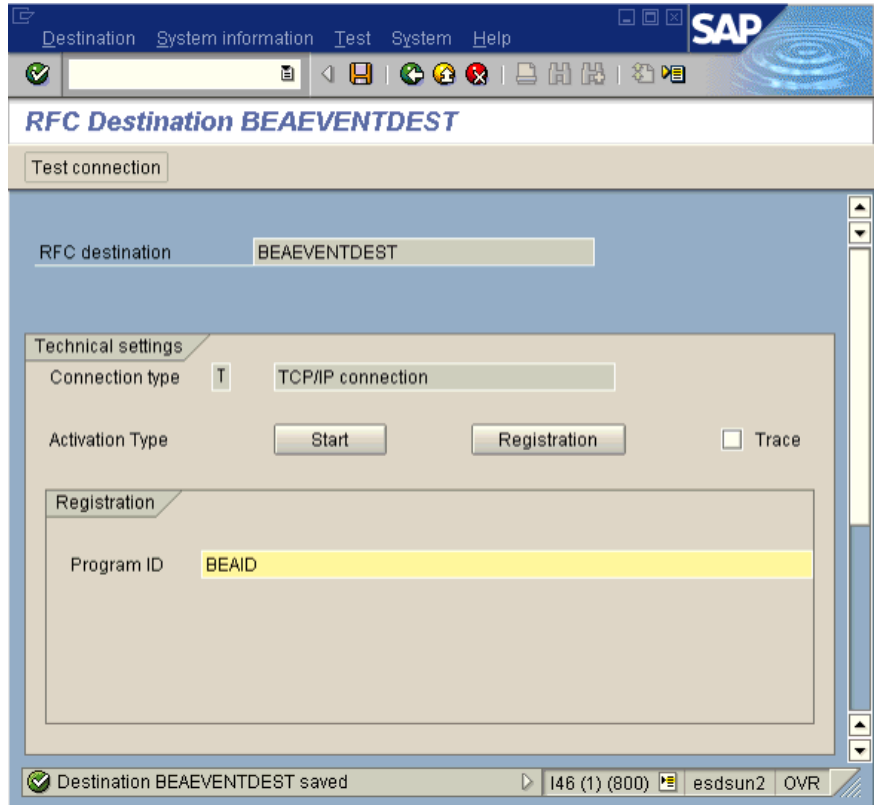 Destination System information Test System Help
SAP
RFC Destination BEAEVENTDEST
Test connection
RFC destination BEAEVENTDEST
Technical settings
Connection type T TCP/IP connection
Activation Type Start Registration Trace
Registration
Program ID BEAID
Destination BEAEVENTDEST saved I46 (1) (800) esdsun2 OVR